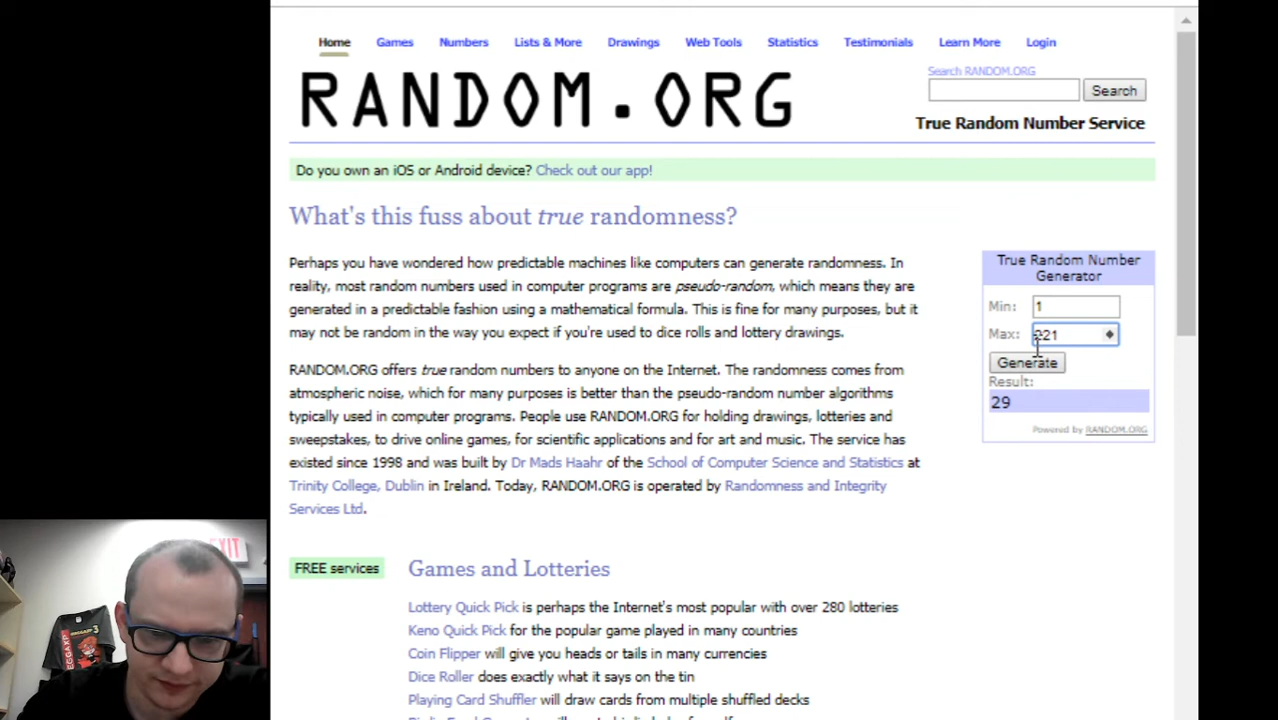 Home Games Numbers Lists & More Drawings Web Tools Statistics Testimonials Learn More Login
RANDOM.ORG
Search RANDOM.ORG
Search
True Random Number Service
Do you own an iOS or Android device? Check out our app!
What's this fuss about true randomness?
Perhaps you have wondered how predictable machines like computers can generate randomness. In
reality, most random numbers used in computer programs are pseudo-random, which means they are
generated in a predictable fashion using a mathematical formula. This is fine for many purposes, but it
may not be random in the way you expect if you're used to dice rolls and lottery drawings.
RANDOM.ORG offers true random numbers to anyone on the Internet. The randomness comes from
atmospheric noise, which for many purposes is better than the pseudo-random number algorithms
typically used in computer programs. People use RANDOM.ORG for holding drawings, lotteries and
sweepstakes, to drive online games, for scientific applications and for art and music. The service has
existed since 1998 and was built by Dr Mads Haahr of the School of Computer Science and Statistics at
Trinity College, Dublin in Ireland. Today, RANDOM.ORG is operated by Randomness and Integrity
Services Ltd.
True Random Number
Generator
Min: 1
Max: 221
Generate
Result:
29
Powered by RANDOM.ORG
FREE services
Games and Lotteries
Lottery Quick Pick is perhaps the Internet's most popular with over 280 lotteries
Keno Quick Pick for the popular game played in many countries
Coin Flipper will give you heads or tails in many currencies
Dice Roller does exactly what it says on the tin
Playing Card Shuffler will draw cards from multiple shuffled decks
EXIT